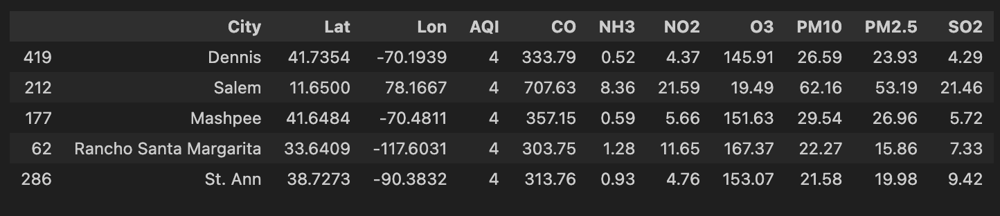 City Lat Lon AQI CO NH3 NO2 O3 PM10 PM2.5 SO2
419 Dennis 41.7354 -70.1939 4 333.79 0.52 4.37 145.91 26.59 23.93 4.29
212 Salem 11.6500 78.1667 4 707.63 8.36 21.59 19.49 62.16 53.19 21.46
177 Mashpee 41.6484 -70.4811 4 357.15 0.59 5.66 151.63 29.54 26.96 5.72
62 Rancho Santa Margarita 33.6409 -117.6031 4 303.75 1.28 11.65 167.37 22.27 15.86 7.33
286 St. Ann 38.7273 -90.3832 4 313.76 0.93 4.76 153.07 21.58 19.98 9.42